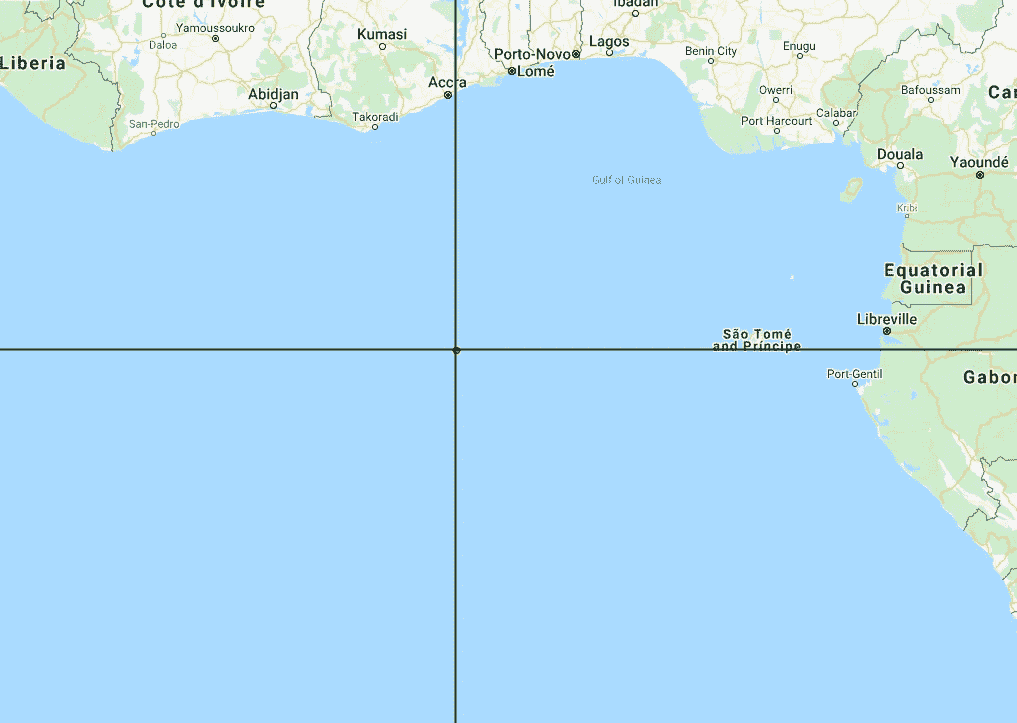 Côte d'Ivoire
Ibadan
Yamoussoukro
Daloa
Kumasi
Lagos
Porto-Novo
Benin City
Enugu
Liberia
Lomé
Accra
Abidjan
Owerri
Bafoussam
Car
San-Pedro
Takoradi
Port Harcourt
Calabar
Douala
Yaoundé
Gulf of Guinea
Kribi
Equatorial
Guinea
Libreville
São Tomé
and Príncipe
Port-Gentil
Gabon